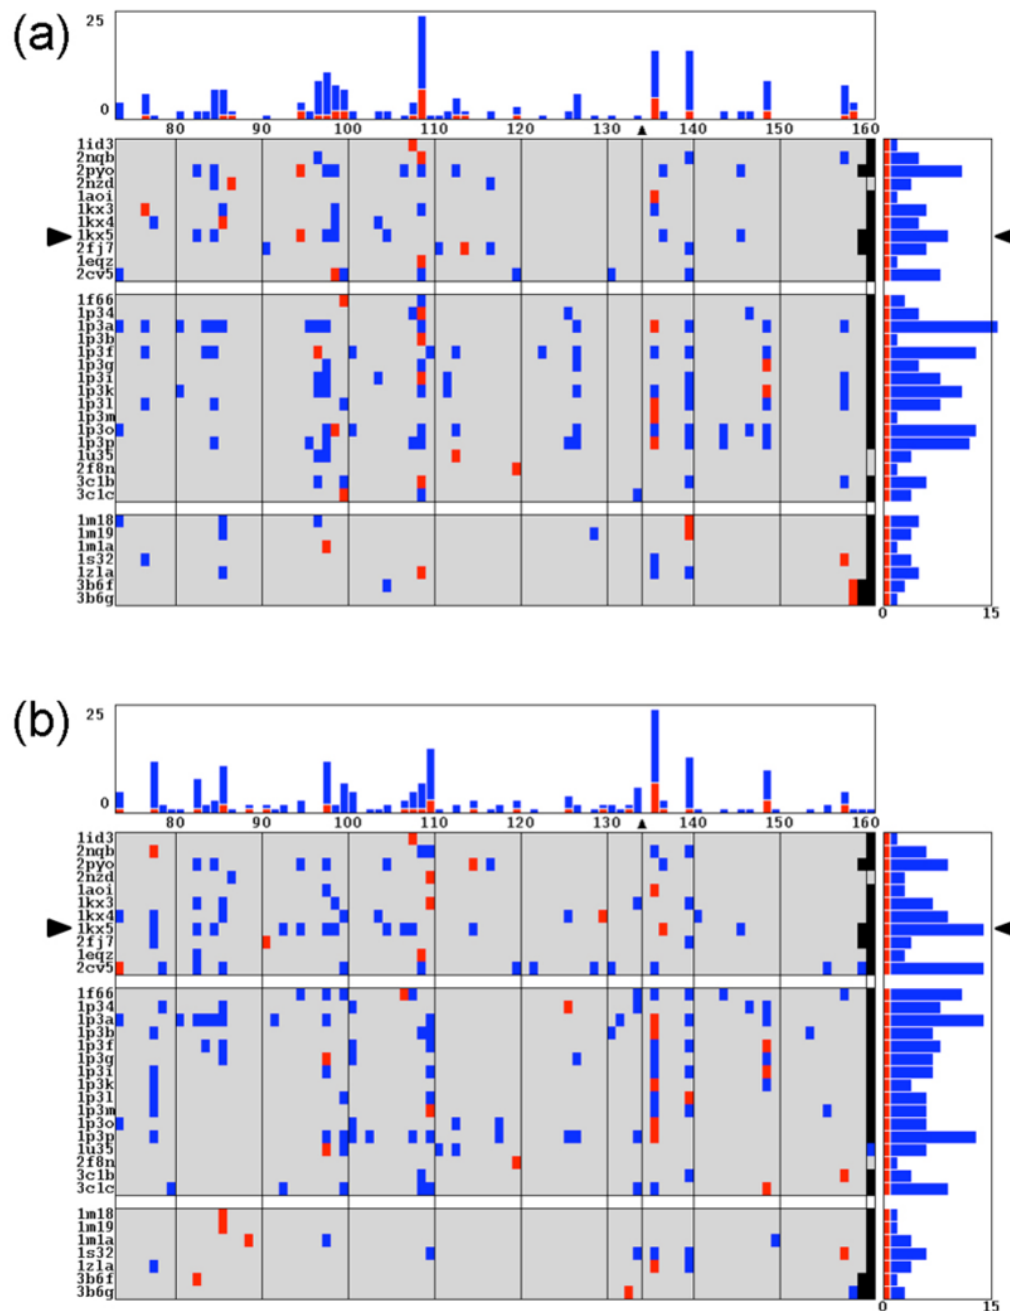 (a)
25
0
80 90 100 110 120 130 140 150 160
1id3
2nqb
2pyo
2nzd
1aoi
1kx3
1kx4
1kx5
2fj7
1eqz
2cv5
1f66
1p34
1p3a
1p3b
1p3f
1p3g
1p3i
1p3k
1p3l
1p3m
1p3o
1p3p
1u35
2f8n
3c1b
3c1c
1m18
1m19
1m1a
1s32
1zla
3b6f
3b6g
0 15
(b)
25
0
80 90 100 110 120 130 140 150 160
1id3
2nqb
2pyo
2nzd
1aoi
1kx3
1kx4
1kx5
2fj7
1eqz
2cv5
1f66
1p34
1p3a
1p3b
1p3f
1p3g
1p3i
1p3k
1p3l
1p3m
1p3o
1p3p
1u35
2f8n
3c1b
3c1c
1m18
1m19
1m1a
1s32
1zla
3b6f
3b6g
0 15